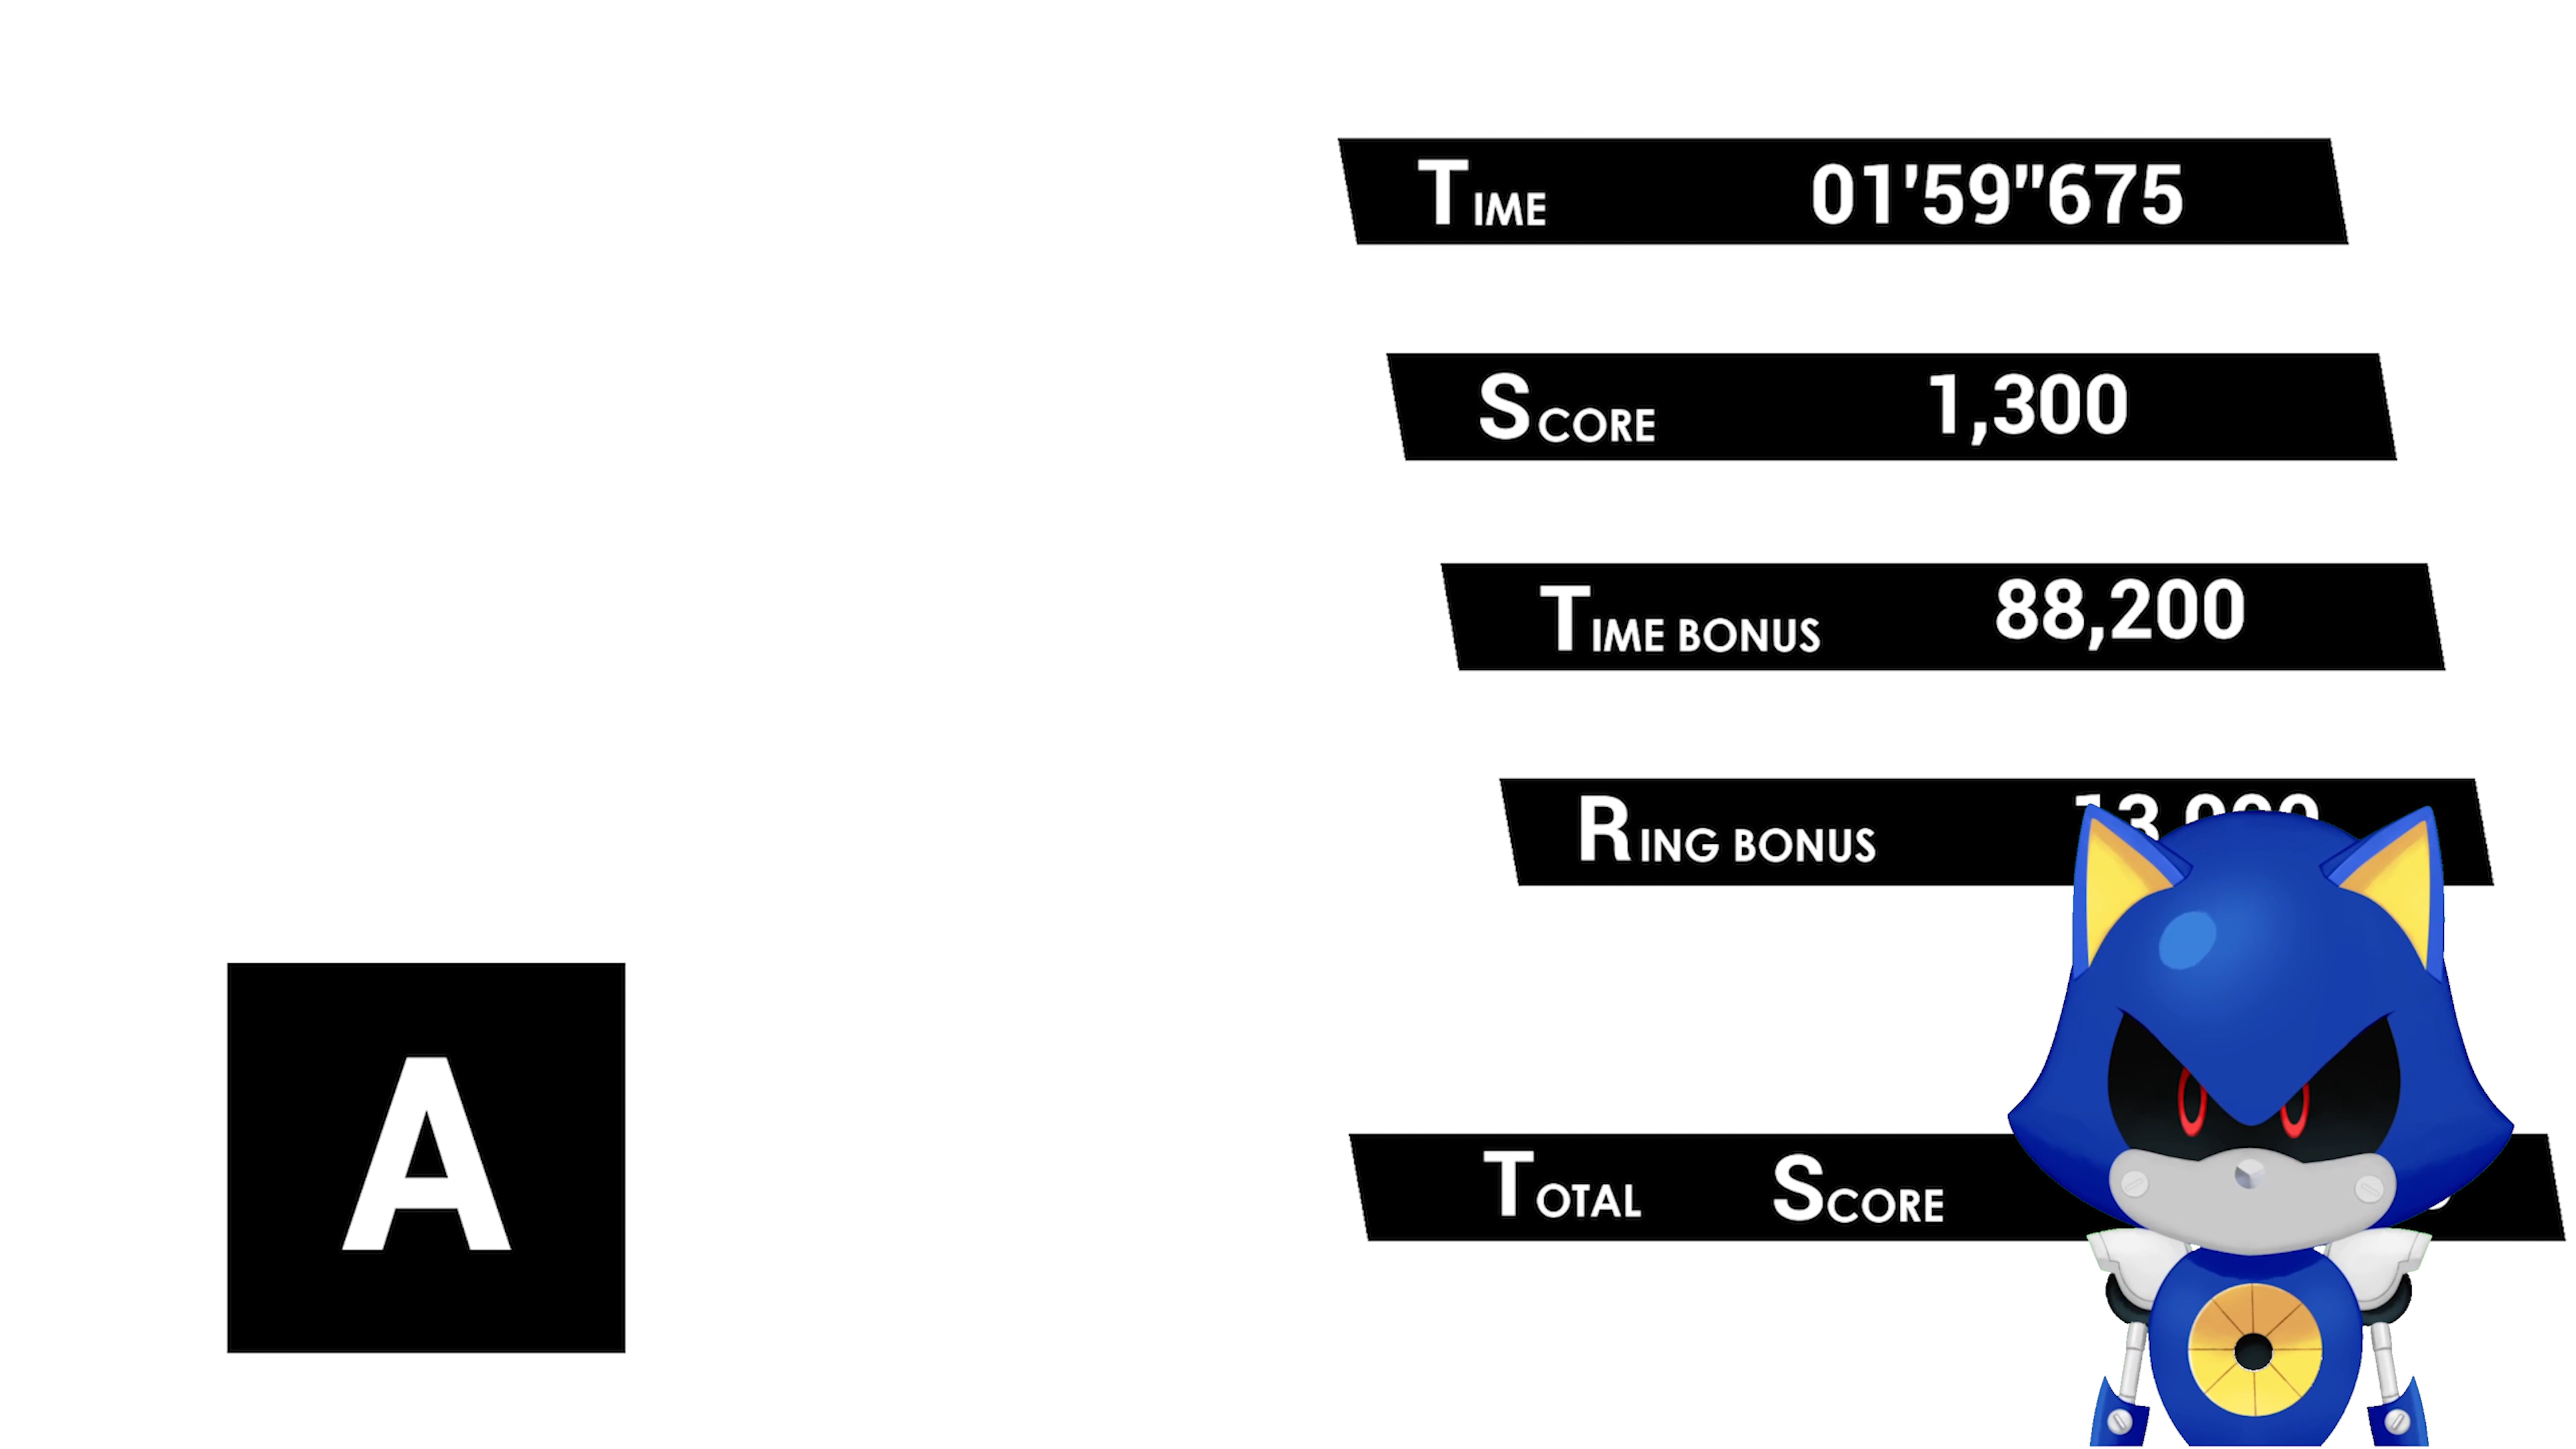 TIME 01'59"675
SCORE 1,300
TIME BONUS 88,200
RING BONUS
A
TOTAL SCORE